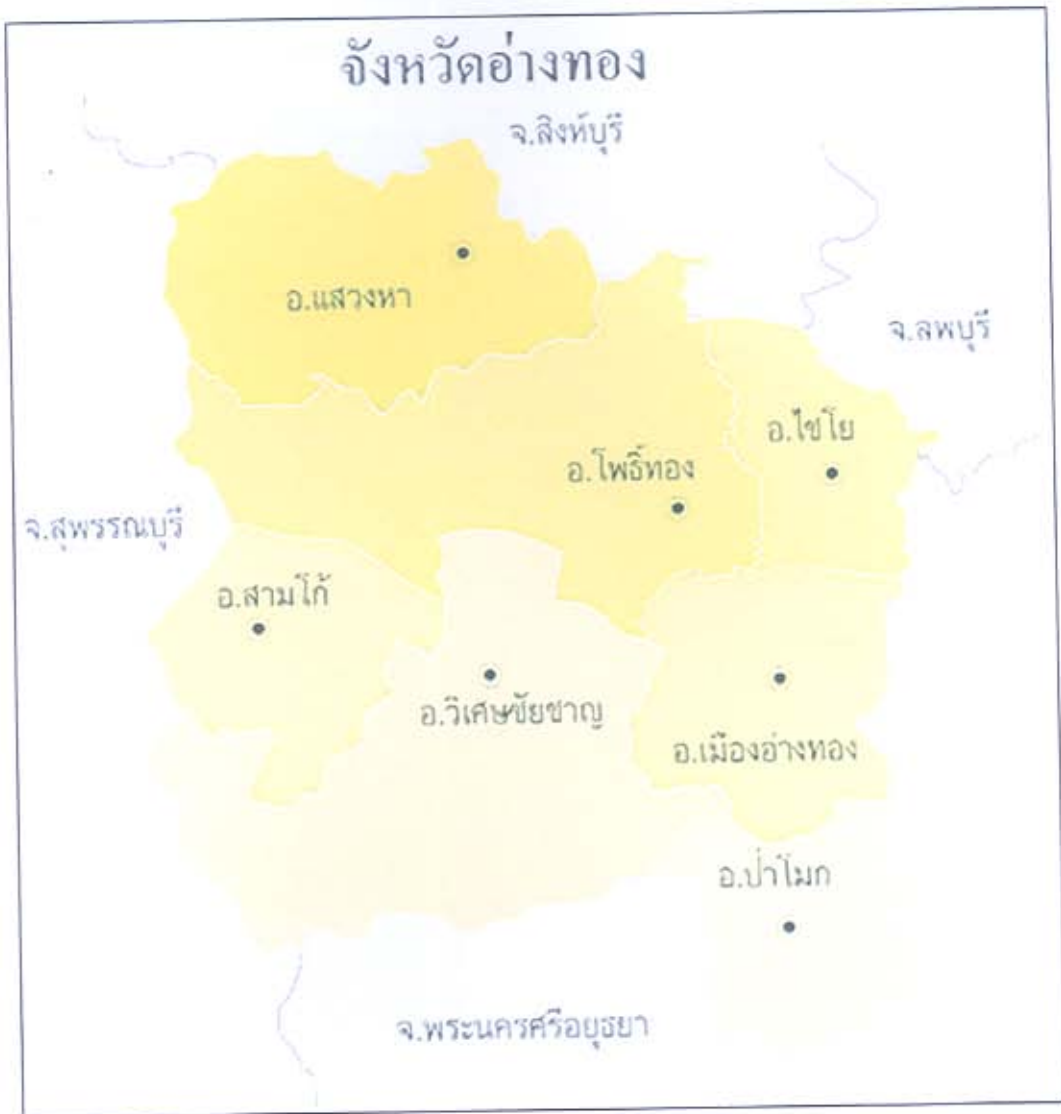 จังหวัดอ่างทอง
จ.สิงห์บุรี
อ.แสวงหา
จ.ลพบุรี
อ.ไชโย
อ.โพธิ์ทอง
จ.สุพรรณบุรี
อ.สามโก้
อ.วิเศษชัยชาญ
อ.เมืองอ่างทอง
อ.ป่าโมก
จ.พระนครศรีอยุธยา